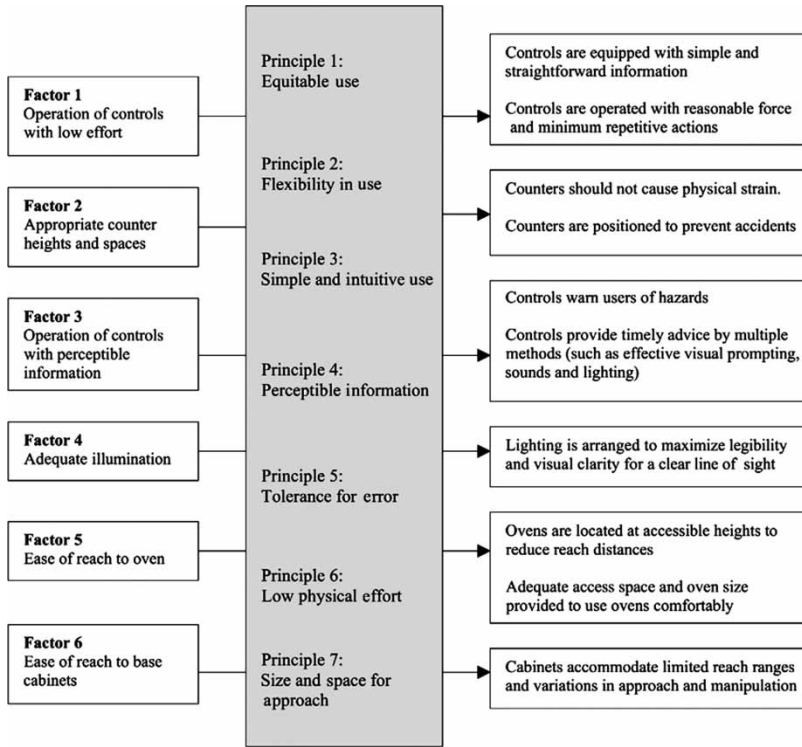 Factor 1
Operation of controls
with low effort
Factor 2
Appropriate counter
heights and spaces
Factor 3
Operation of controls
with perceptible
information
Factor 4
Adequate illumination
Factor 5
Ease of reach to oven
Factor 6
Ease of reach to base
cabinets
Principle 1:
Equitable use
Principle 2:
Flexibility in use
Principle 3:
Simple and intuitive use
Principle 4:
Perceptible information
Principle 5:
Tolerance for error
Principle 6:
Low physical effort
Principle 7:
Size and space for
approach
Controls are equipped with simple and
straightforward information
Controls are operated with reasonable force
and minimum repetitive actions
Counters should not cause physical strain.
Counters are positioned to prevent accidents
Controls warn users of hazards
Controls provide timely advice by multiple
methods (such as effective visual prompting,
sounds and lighting)
Lighting is arranged to maximize legibility
and visual clarity for a clear line of sight
Ovens are located at accessible heights to
reduce reach distances
Adequate access space and oven size
provided to use ovens comfortably
Cabinets accommodate limited reach ranges
and variations in approach and manipulation